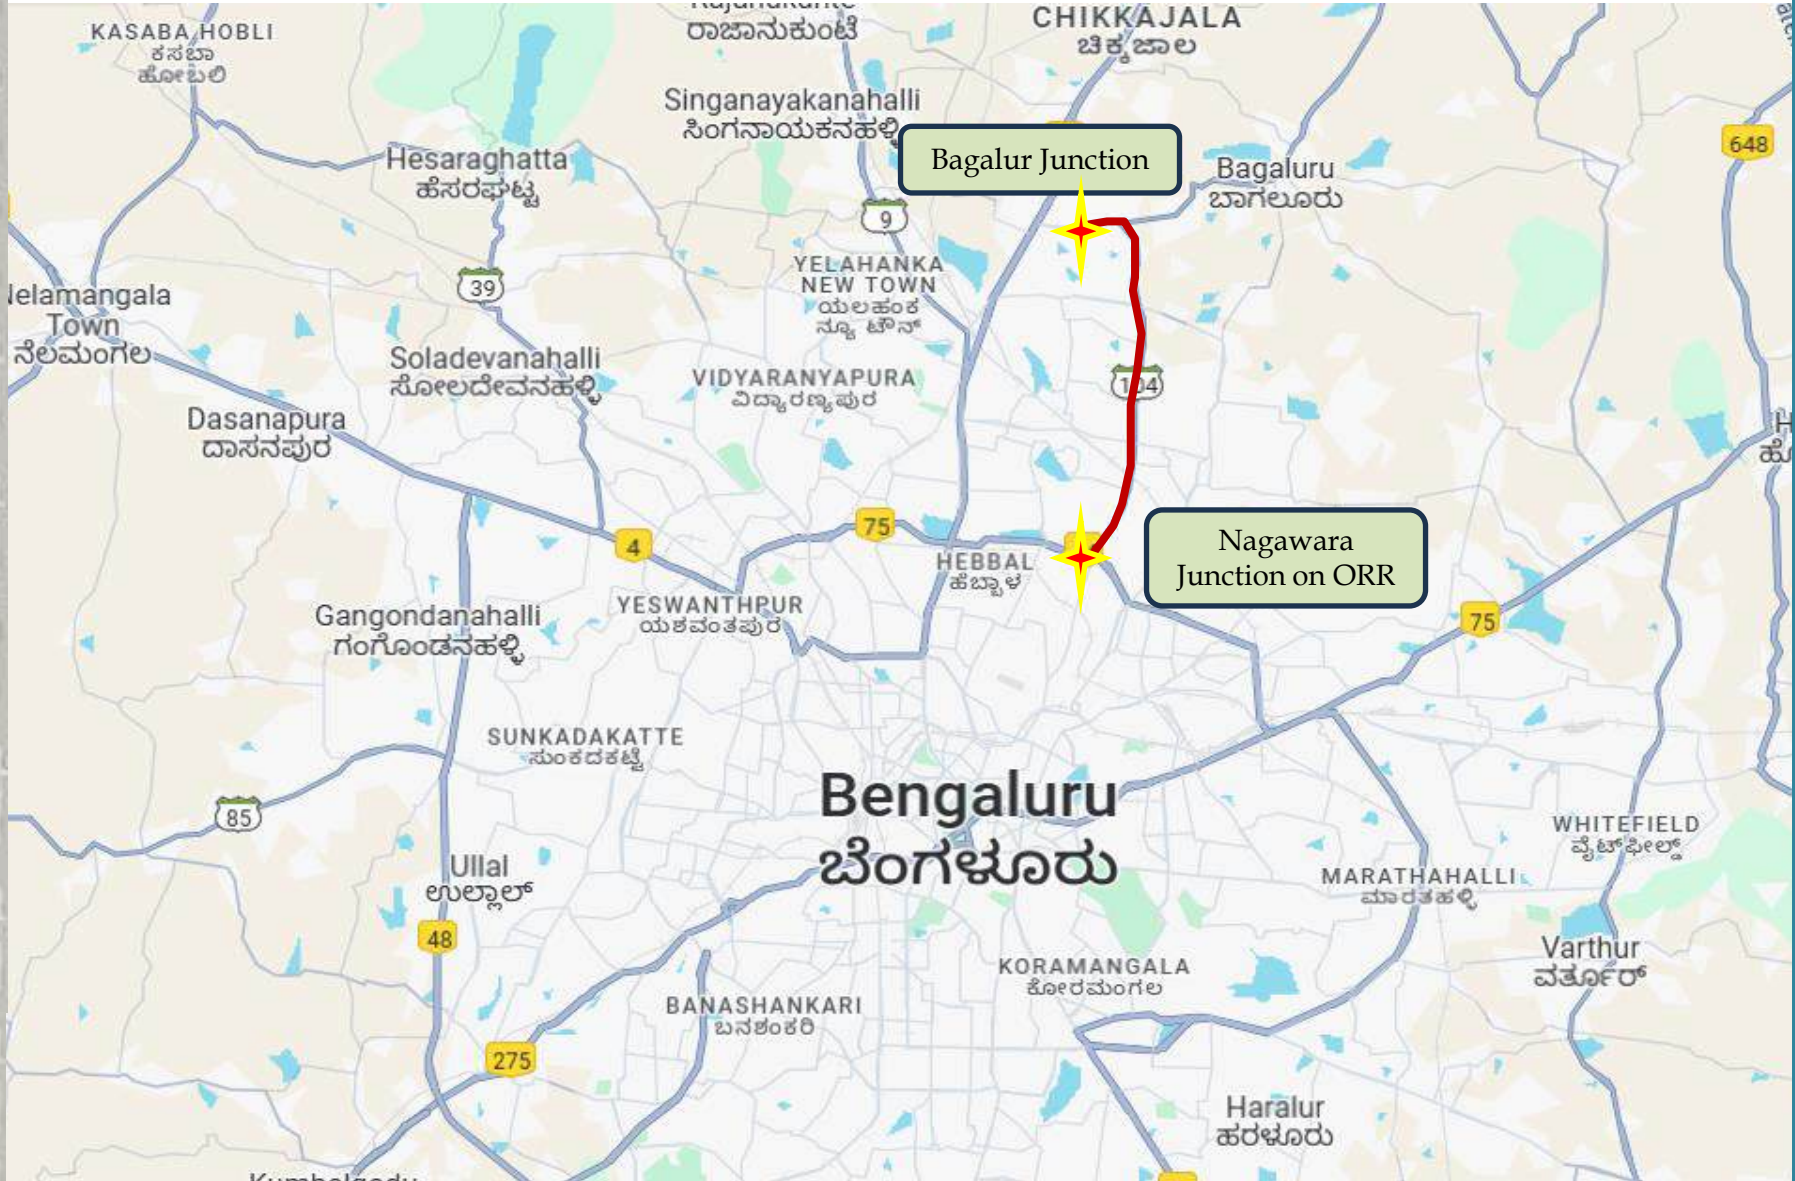 CHIKKAJALA
ಚಿಕ್ಕಜಾಲ
KASABA HOBLI
ಕಸಬಾ
ಹೋಬಲಿ
ರಾಜಾನುಕುಂಟೆ
Singanayakanahalli
ಸಿಂಗನಾಯಕನಹಳ್ಳಿ
648
Hesaraghatta
ಹೆಸರಘಟ್ಟ
Bagalur Junction
Bagaluru
ಬಾಗಲೂರು
9
YELAHANKA
NEW TOWN
ಯಲಹಂಕ
ನ್ಯೂ ಟೌನ್
39
Nelamangala
Town
ನೆಲಮಂಗಲ
Soladevanahalli
ಸೋಲದೇವನಹಳ್ಳಿ
VIDYARANYAPURA
ವಿದ್ಯಾರಣ್ಯಪುರ
104
Dasanapura
ದಾಸನಪುರ
75
4
HEBBAL
ಹೆಬ್ಬಾಳ
Nagawara
Junction on ORR
Gangondanahalli
ಗಂಗೊಂಡನಹಳ್ಳಿ
YESWANTHPUR
ಯಶವಂತಪುರ
75
SUNKADAKATTE
ಸುಂಕದಕಟ್ಟೆ
Bengaluru
ಬೆಂಗಳೂರು
85
WHITEFIELD
ವೈಟ್‌ಫೀಲ್ಡ್
Ullal
ಉಲ್ಲಾಲ್
MARATHAHALLI
ಮಾರತಹಳ್ಳಿ
48
Varthur
ವರ್ತೂರ್
KORAMANGALA
ಕೋರಮಂಗಲ
BANASHANKARI
ಬನಶಂಕರಿ
275
Haralur
ಹರಳೂರು